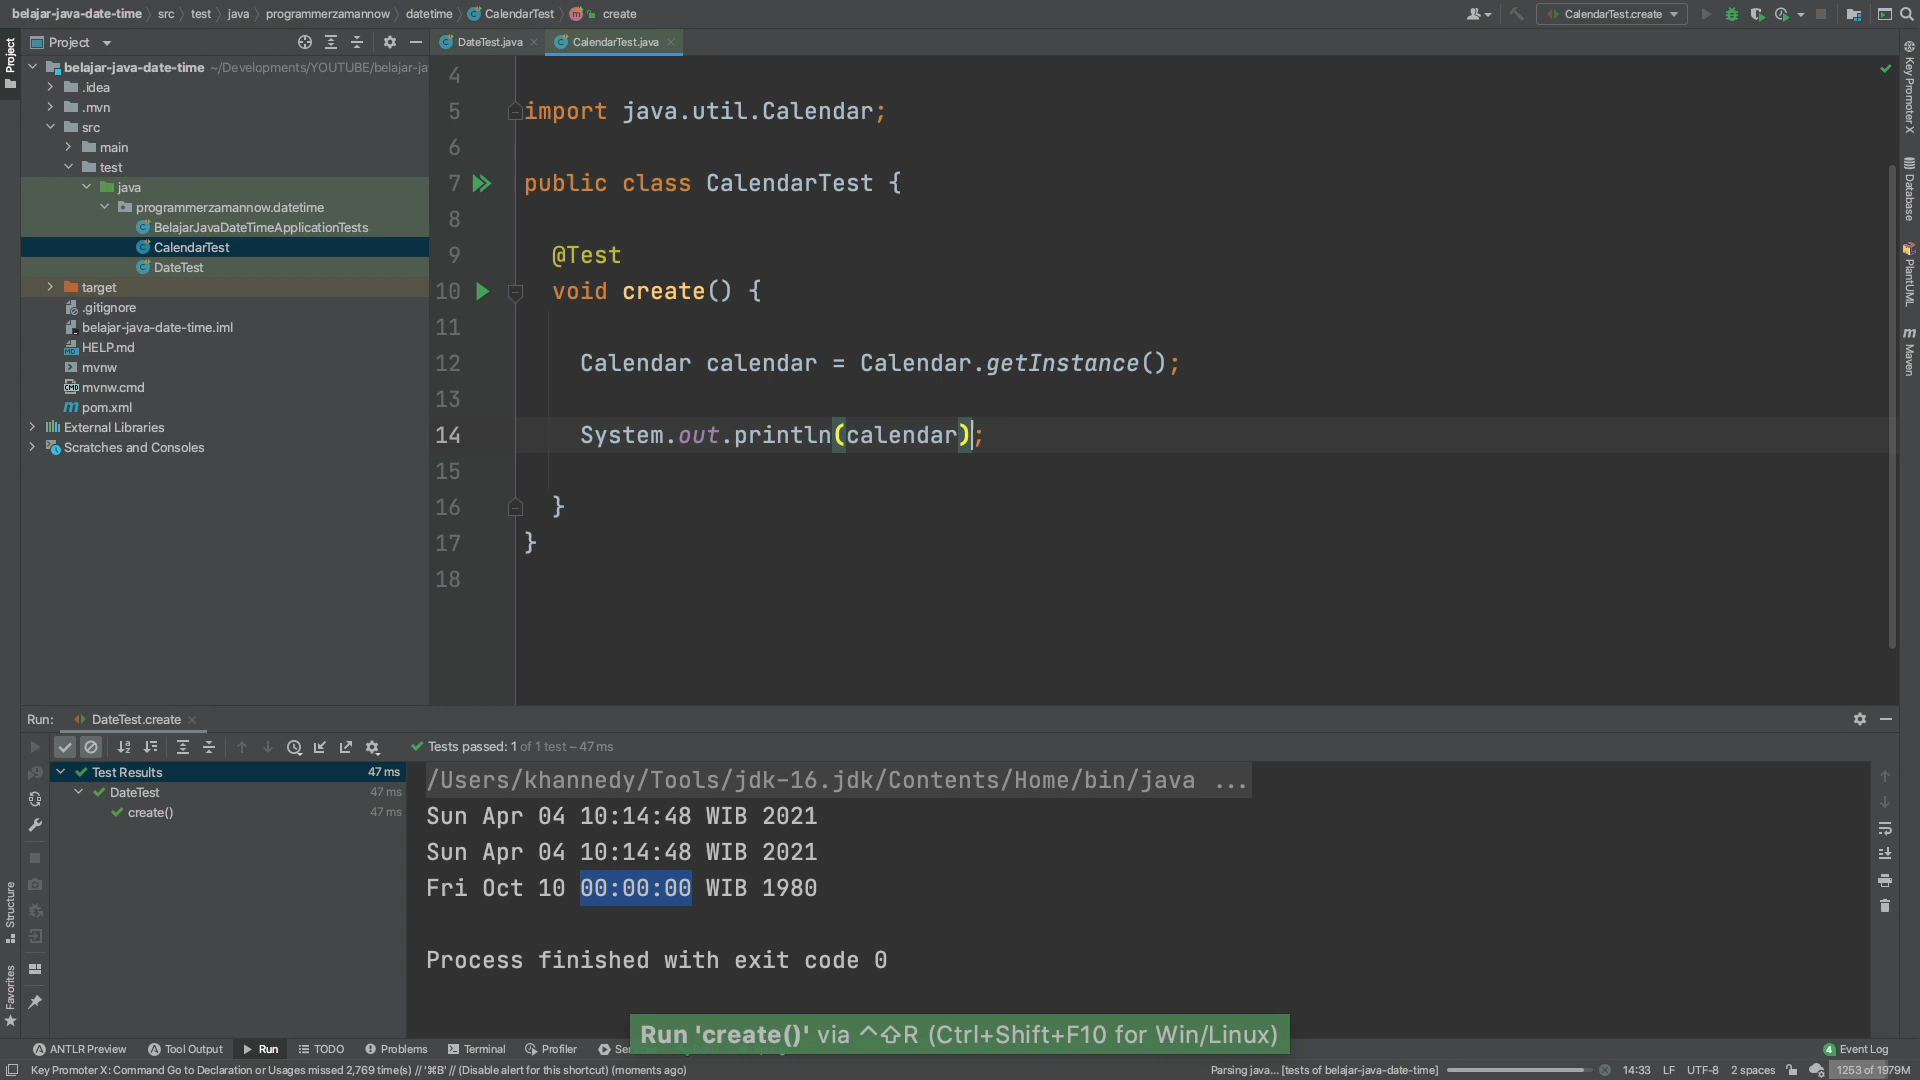 belajar-java-date-time src test java programmerzamannow datetime CalendarTest create
CalendarTest.create
Project
DateTest.java
CalendarTest.java
Project
belajar-java-date-time ~/Developments/YOUTUBE/belajar-ja
.idea
.mvn
src
main
test
java
programmerzamannow.datetime
BelajarJavaDateTimeApplicationTests
CalendarTest
DateTest
target
.gitignore
belajar-java-date-time.iml
HELP.md
mvnw
mvnw.cmd
pom.xml
External Libraries
Scratches and Consoles
4
5 import java.util.Calendar;
6
7 public class CalendarTest {
8
9 @Test
10 void create() {
11
12 Calendar calendar = Calendar.getInstance();
13
14 System.out.println(calendar);
15
16 }
17 }
18
Key Promoter X
Database
PlantUML
Maven
Run: DateTest.create
Tests passed: 1 of 1 test – 47 ms
Test Results 47 ms
DateTest 47 ms
create() 47 ms
/Users/khannedy/Tools/jdk-16.jdk/Contents/Home/bin/java ...
Sun Apr 04 10:14:48 WIB 2021
Sun Apr 04 10:14:48 WIB 2021
Fri Oct 10 00:00:00 WIB 1980
Process finished with exit code 0
Structure
Favorites
Run 'create()' via ^⇧R (Ctrl+Shift+F10 for Win/Linux)
ANTLR Preview Tool Output Run TODO Problems Terminal Profiler
Event Log
Key Promoter X: Command Go to Declaration or Usages missed 2,769 time(s) // '⌘B' // (Disable alert for this shortcut) (moments ago)
Parsing java... [tests of belajar-java-date-time]
14:33 LF UTF-8 2 spaces 1253 of 1979M